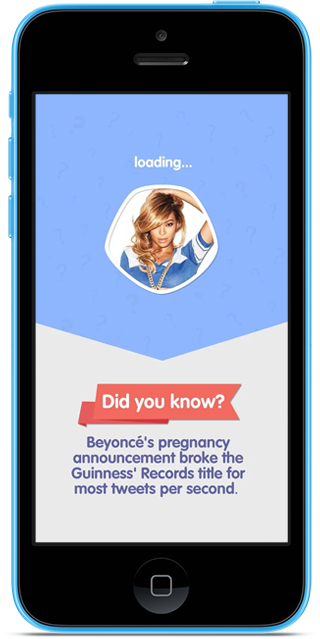 loading...
Did you know?
Beyoncé's pregnancy
announcement broke the
Guinness' Records title for
most tweets per second.